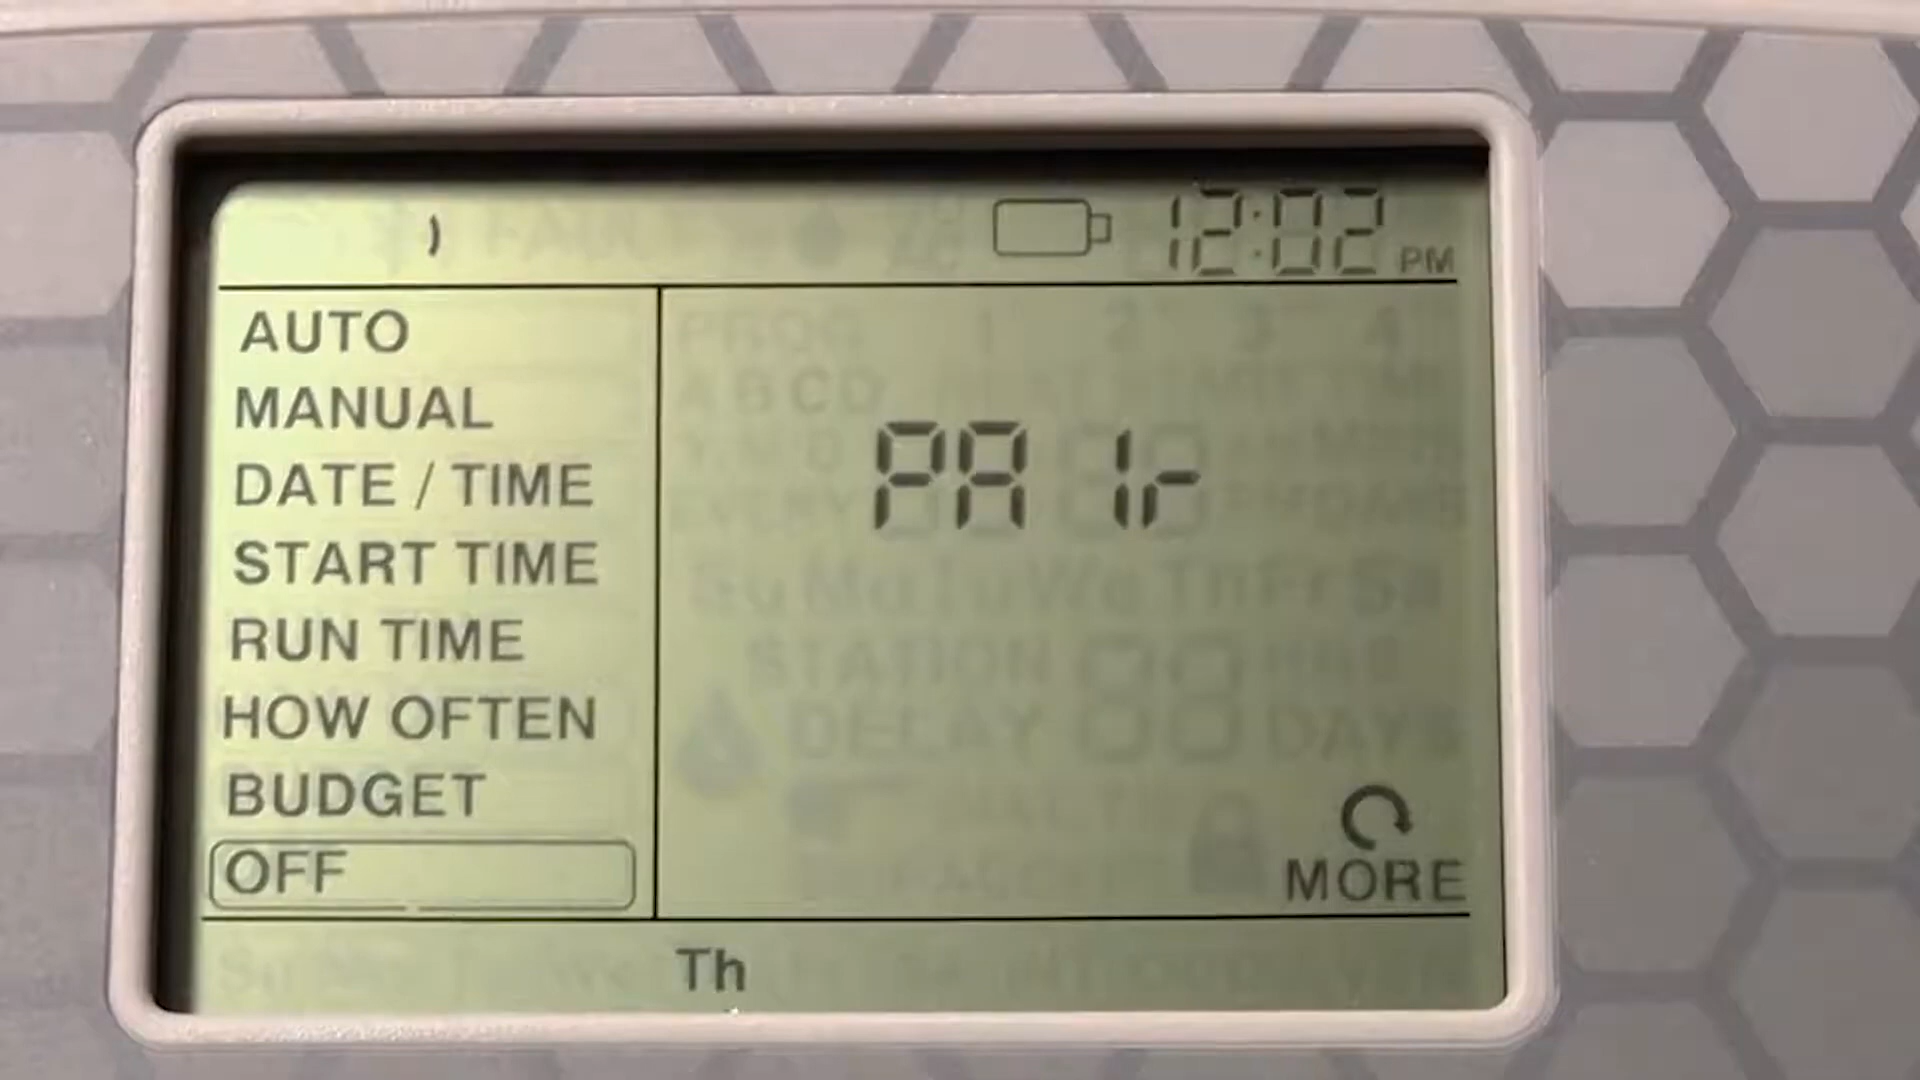 12:02 PM
AUTO
MANUAL
DATE / TIME
START TIME
RUN TIME
HOW OFTEN
BUDGET
OFF
PAIr
MORE
Th